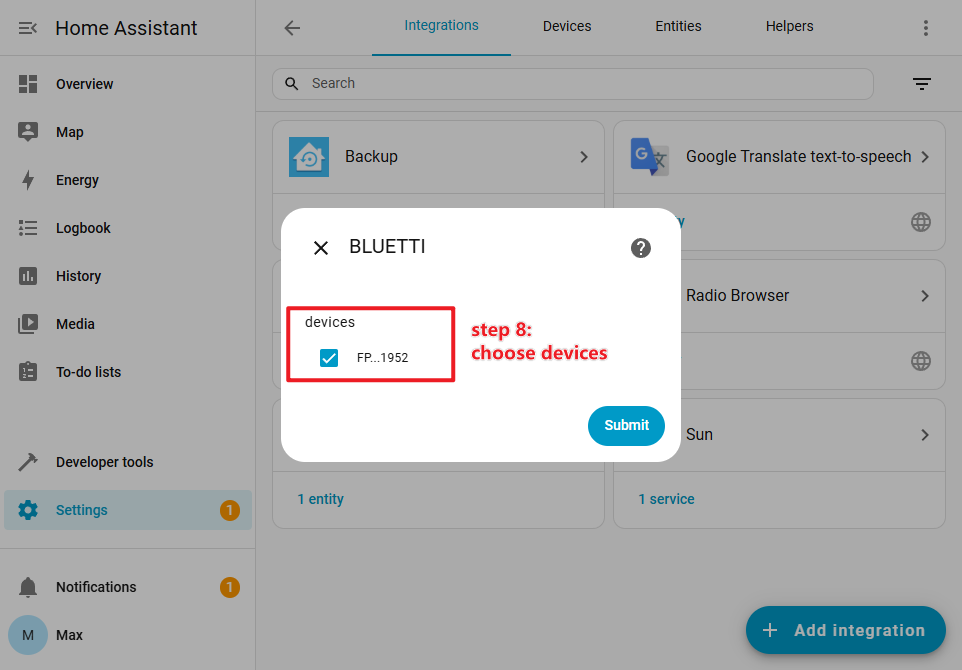 Home Assistant
Integrations
Devices
Entities
Helpers
Search
Overview
Map
Energy
Logbook
History
Media
To-do lists
Developer tools
Settings
1
Notifications
1
M
Max
Backup
Google Translate text-to-speech
BLUETTI
?
devices
FP...1952
step 8:
choose devices
Submit
Radio Browser
Sun
1 entity
1 service
+ Add integration